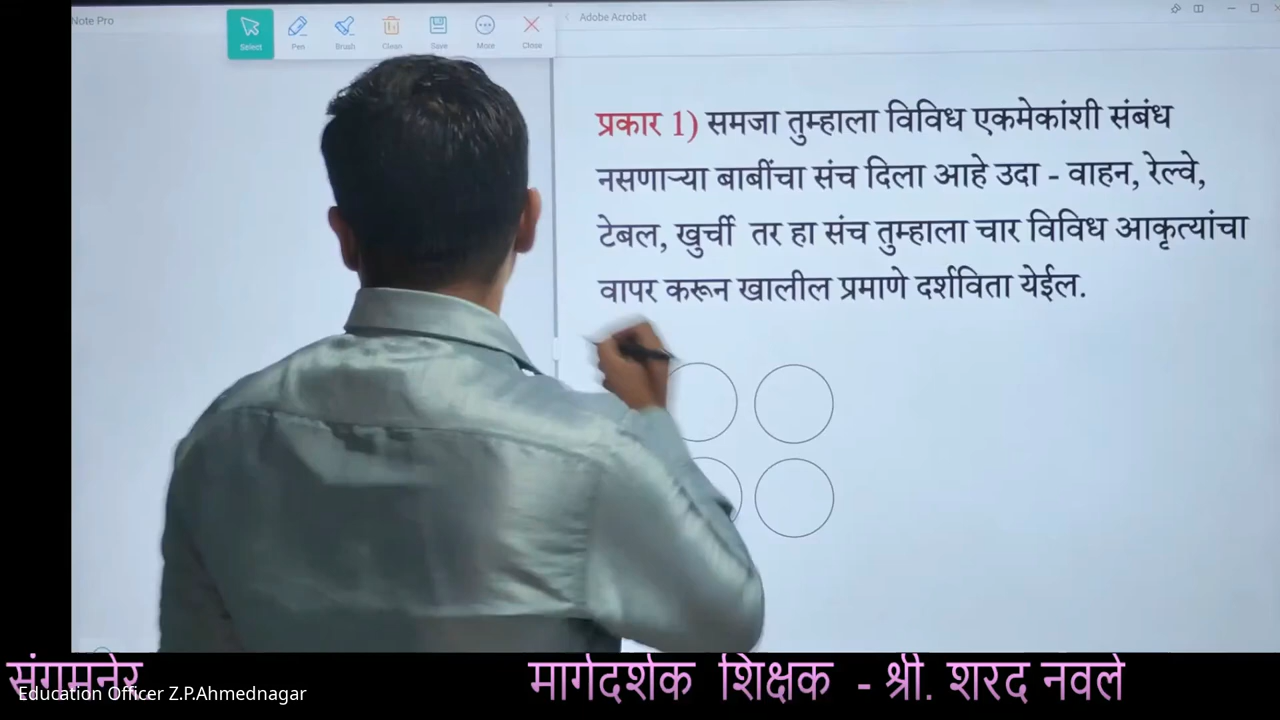 Note Pro
Select Pen Brush Clean Save More Close
Adobe Acrobat
प्रकार 1) समजा तुम्हाला विविध एकमेकांशी संबंध
नसणाऱ्या बाबींचा संच दिला आहे उदा - वाहन, रेल्वे,
टेबल, खुर्ची तर हा संच तुम्हाला चार विविध आकृत्यांचा
वापर करून खालील प्रमाणे दर्शविता येईल.
संगमनेर
मार्गदर्शक शिक्षक - श्री. शरद नवले
Education Officer Z.P.Ahmednagar